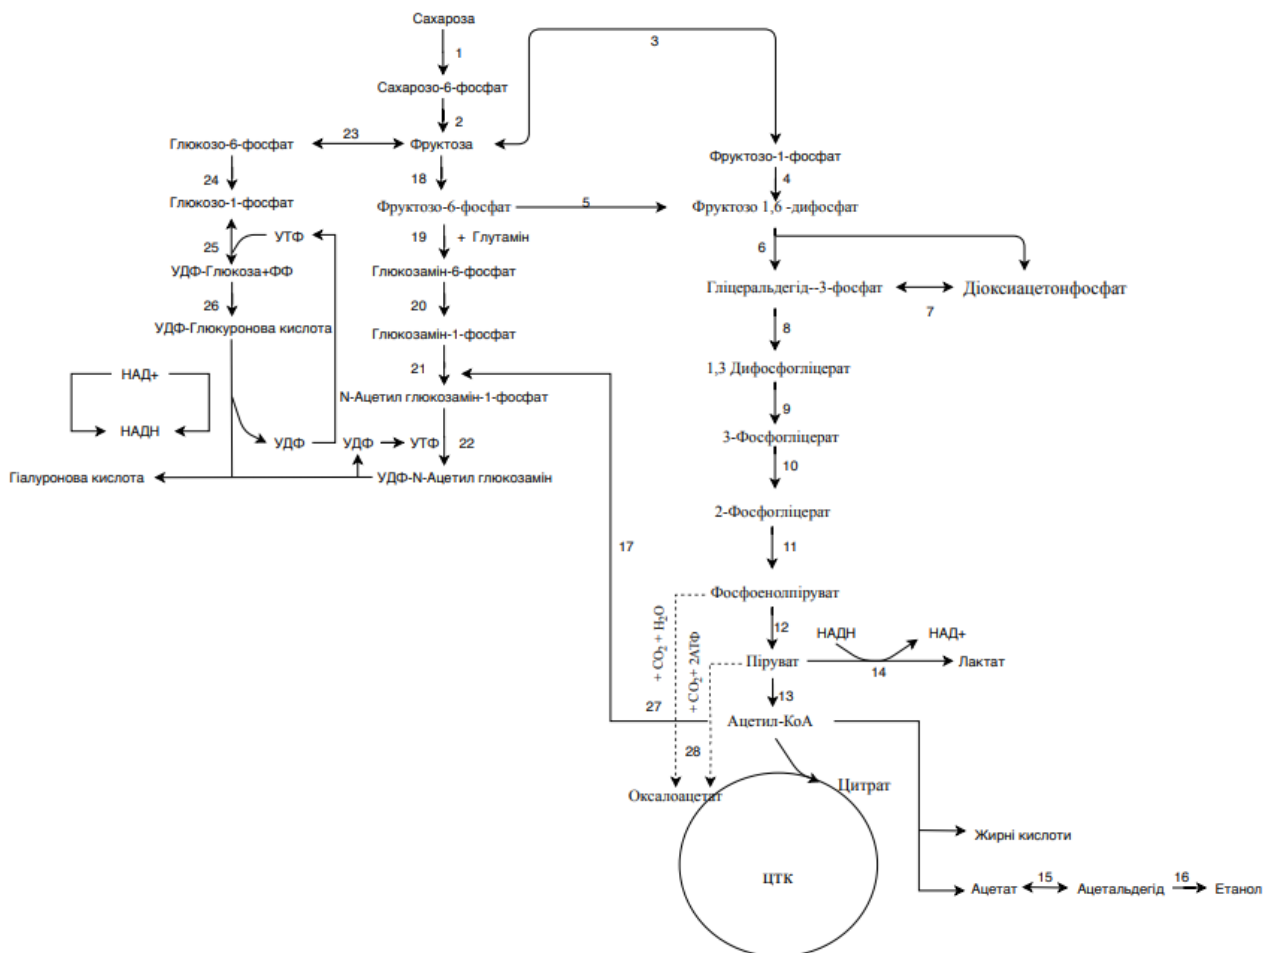 Сахароза
1
3
Сахарозо-6-фосфат
2
Глюкозо-6-фосфат
23
Фруктоза
Фруктозо-1-фосфат
24
18
4
Глюкозо-1-фосфат
Фруктозо-6-фосфат
5
Фруктозо 1,6 -дифосфат
25
УТФ
19
+ Глутамін
6
УДФ-Глюкоза+ФФ
Глюкозамін-6-фосфат
Гліцеральдегід--3-фосфат
7
Діоксиацетонфосфат
26
20
УДФ-Глюкуронова кислота
Глюкозамін-1-фосфат
8
НАД+
21
1,3 Дифосфогліцерат
N-Ацетил глюкозамін-1-фосфат
9
НАДН
УДФ
УДФ
УТФ
22
3-Фосфогліцерат
10
Гіалуронова кислота
УДФ-N-Ацетил глюкозамін
2-Фосфогліцерат
17
11
Фосфоенолпіруват
+ CO₂ + H₂O
+ CO₂+ 2АТФ
12
НАДН
НАД+
Піруват
14
Лактат
13
27
Ацетил-КоА
28
Оксалоацетат
Цитрат
Жирні кислоти
ЦТК
Ацетат
15
Ацетальдегід
16
Етанол